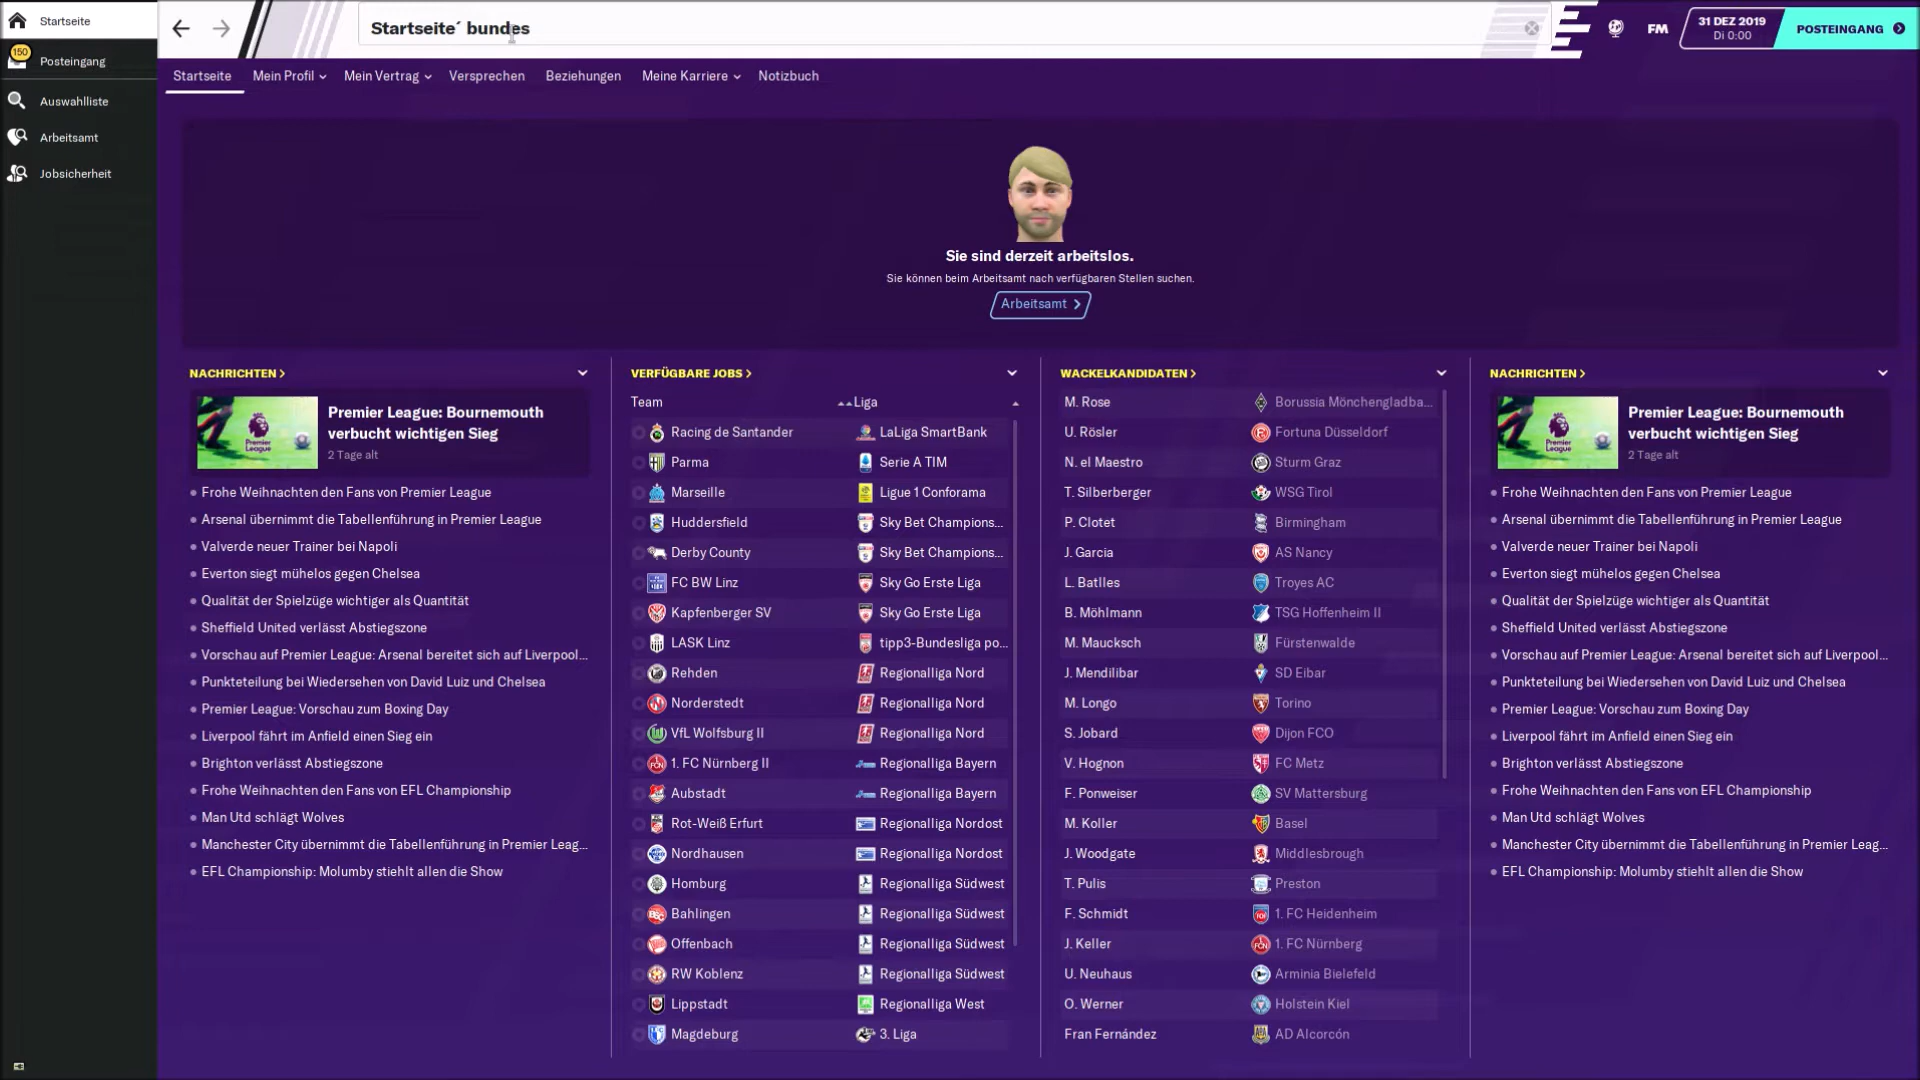 Startseite
150
Posteingang
Auswahlliste
Arbeitsamt
Jobsicherheit
Startseite´ bundes
FM
31 DEZ 2019
Di 0:00
POSTEINGANG
Startseite
Mein Profil
Mein Vertrag
Versprechen
Beziehungen
Meine Karriere
Notizbuch
Sie sind derzeit arbeitslos.
Sie können beim Arbeitsamt nach verfügbaren Stellen suchen.
Arbeitsamt
NACHRICHTEN
Premier League: Bournemouth
verbucht wichtigen Sieg
2 Tage alt
Frohe Weihnachten den Fans von Premier League
Arsenal übernimmt die Tabellenführung in Premier League
Valverde neuer Trainer bei Napoli
Everton siegt mühelos gegen Chelsea
Qualität der Spielzüge wichtiger als Quantität
Sheffield United verlässt Abstiegszone
Vorschau auf Premier League: Arsenal bereitet sich auf Liverpool...
Punkteteilung bei Wiedersehen von David Luiz und Chelsea
Premier League: Vorschau zum Boxing Day
Liverpool fährt im Anfield einen Sieg ein
Brighton verlässt Abstiegszone
Frohe Weihnachten den Fans von EFL Championship
Man Utd schlägt Wolves
Manchester City übernimmt die Tabellenführung in Premier Leag...
EFL Championship: Molumby stiehlt allen die Show
VERFÜGBARE JOBS
Team Liga
Racing de Santander LaLiga SmartBank
Parma Serie A TIM
Marseille Ligue 1 Conforama
Huddersfield Sky Bet Champions...
Derby County Sky Bet Champions...
FC BW Linz Sky Go Erste Liga
Kapfenberger SV Sky Go Erste Liga
LASK Linz tipp3-Bundesliga po...
Rehden Regionalliga Nord
Norderstedt Regionalliga Nord
VfL Wolfsburg II Regionalliga Nord
1. FC Nürnberg II Regionalliga Bayern
Aubstadt Regionalliga Bayern
Rot-Weiß Erfurt Regionalliga Nordost
Nordhausen Regionalliga Nordost
Homburg Regionalliga Südwest
Bahlingen Regionalliga Südwest
Offenbach Regionalliga Südwest
RW Koblenz Regionalliga Südwest
Lippstadt Regionalliga West
Magdeburg 3. Liga
WACKELKANDIDATEN
M. Rose Borussia Mönchengladba...
U. Rösler Fortuna Düsseldorf
N. el Maestro Sturm Graz
T. Silberberger WSG Tirol
P. Clotet Birmingham
J. Garcia AS Nancy
L. Batlles Troyes AC
B. Möhlmann TSG Hoffenheim II
M. Maucksch Fürstenwalde
J. Mendilibar SD Eibar
M. Longo Torino
S. Jobard Dijon FCO
V. Hognon FC Metz
F. Ponweiser SV Mattersburg
M. Koller Basel
J. Woodgate Middlesbrough
T. Pulis Preston
F. Schmidt 1. FC Heidenheim
J. Keller 1. FC Nürnberg
U. Neuhaus Arminia Bielefeld
O. Werner Holstein Kiel
Fran Fernández AD Alcorcón
NACHRICHTEN
Premier League: Bournemouth
verbucht wichtigen Sieg
2 Tage alt
Frohe Weihnachten den Fans von Premier League
Arsenal übernimmt die Tabellenführung in Premier League
Valverde neuer Trainer bei Napoli
Everton siegt mühelos gegen Chelsea
Qualität der Spielzüge wichtiger als Quantität
Sheffield United verlässt Abstiegszone
Vorschau auf Premier League: Arsenal bereitet sich auf Liverpool...
Punkteteilung bei Wiedersehen von David Luiz und Chelsea
Premier League: Vorschau zum Boxing Day
Liverpool fährt im Anfield einen Sieg ein
Brighton verlässt Abstiegszone
Frohe Weihnachten den Fans von EFL Championship
Man Utd schlägt Wolves
Manchester City übernimmt die Tabellenführung in Premier Leag...
EFL Championship: Molumby stiehlt allen die Show